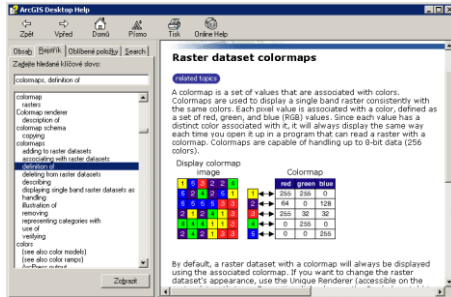 ArcGIS Desktop Help
Zpět Vpřed Domů Písmo Tisk Online Help
Obsah Rejstřík Oblíbené položky Search
Zadejte hledané klíčové slovo:
colormaps, definition of
colormap
rasters
Colormap renderer
description of
colormap schema
copying
colormaps
adding to raster datasets
associating with raster datasets
definition of
deleting from raster datasets
describing
displaying single band raster datasets as
handling
illustration of
removing
representing categories with
use of
verifying
colors
(see also color models)
(see also color ramps)
ArcPress output
Zobrazit
Raster dataset colormaps
related topics
A colormap is a set of values that are associated with colors.
Colormaps are used to display a single band raster consistently with
the same colors. Each pixel value is associated with a color, defined as
a set of red, green, and blue (RGB) values. Since each value has a
distinct color associated with it, it will always display the same way
each time you open it up in a program that can read a raster with a
colormap. Colormaps are capable of handling up to 8-bit data (256
colors).
Display colormap
image
Colormap
red green blue
1 255 255 0
2 64 0 128
3 255 32 32
4 0 255 0
5 0 0 255
By default, a raster dataset with a colormap will always be displayed
using the associated colormap. If you want to change the raster
dataset's appearance, use the Unique Renderer (accessible on the